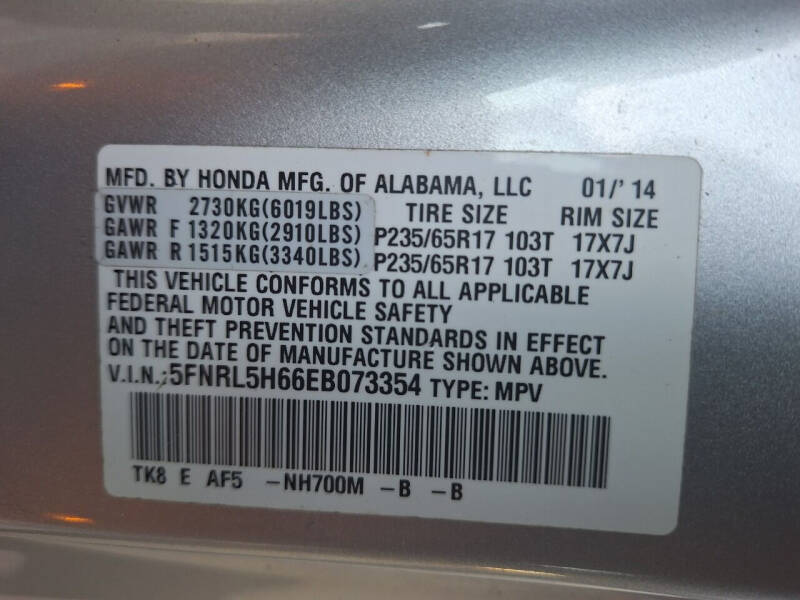 MFD. BY HONDA MFG. OF ALABAMA, LLC 01/' 14
GVWR 2730KG(6019LBS) TIRE SIZE RIM SIZE
GAWR F 1320KG(2910LBS) P235/65R17 103T 17X7J
GAWR R 1515KG(3340LBS) P235/65R17 103T 17X7J
THIS VEHICLE CONFORMS TO ALL APPLICABLE
FEDERAL MOTOR VEHICLE SAFETY
AND THEFT PREVENTION STANDARDS IN EFFECT
ON THE DATE OF MANUFACTURE SHOWN ABOVE.
V.I.N.:5FNRL5H66EB073354 TYPE: MPV
TK8 E AF5 -NH700M -B -B